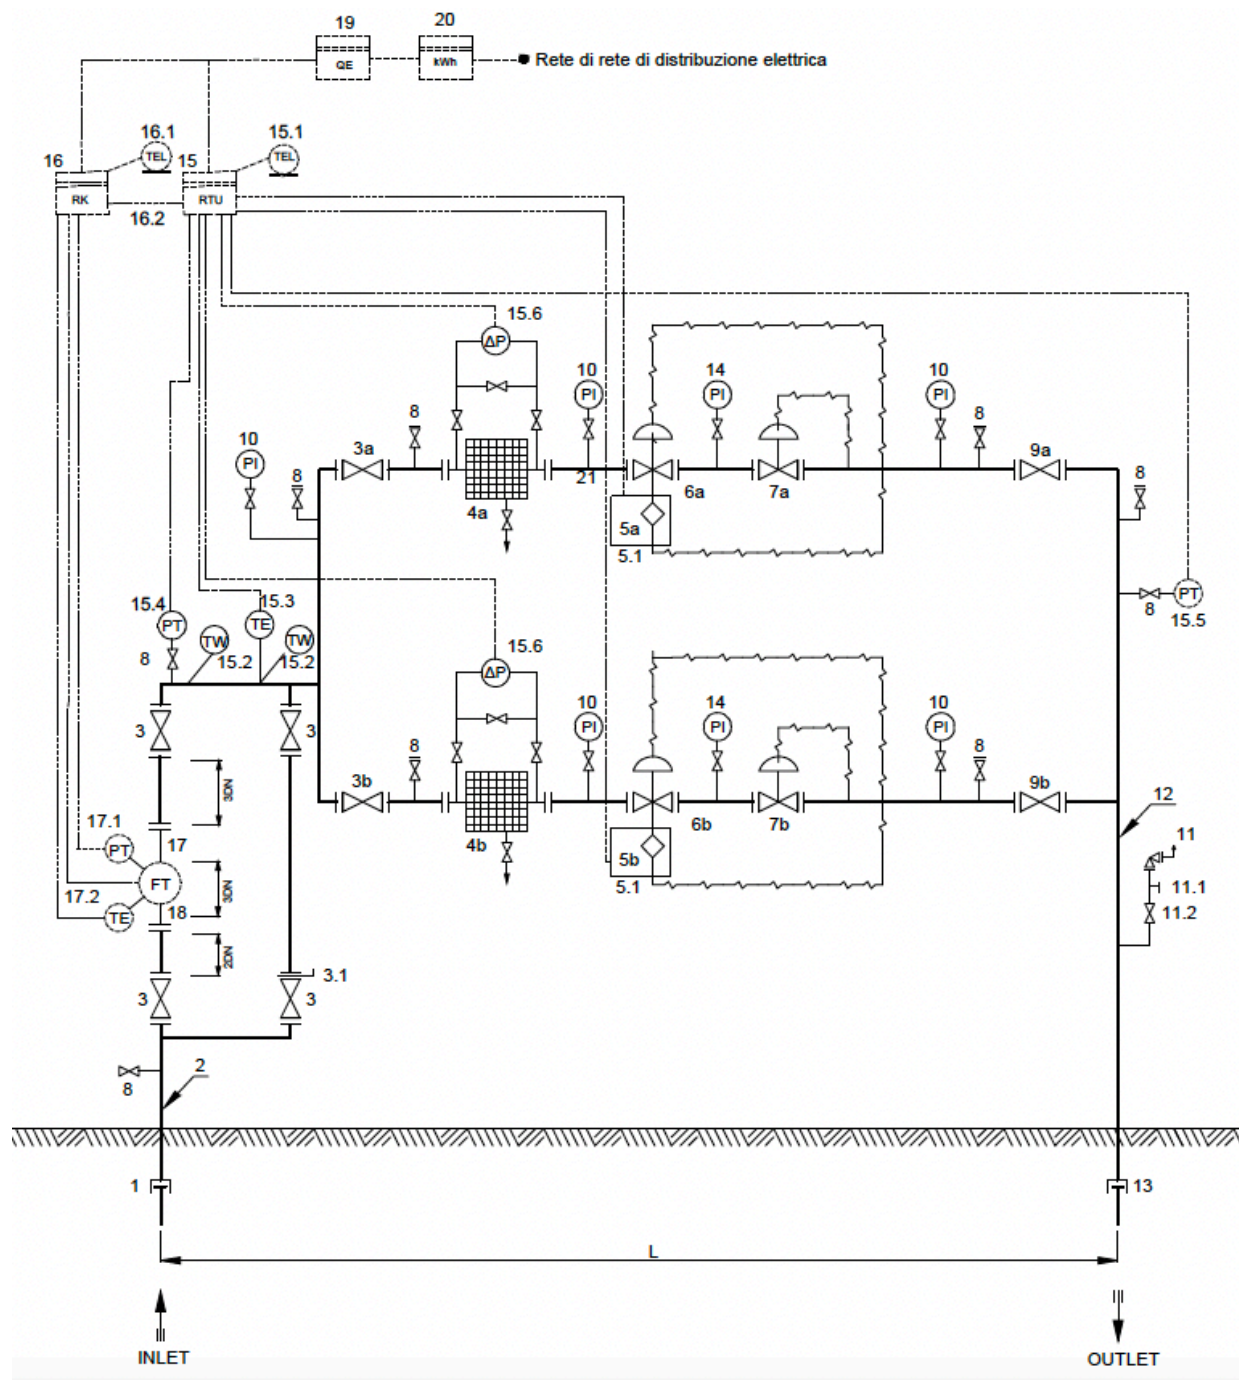 19
20
QE
kWh
Rete di rete di distribuzione elettrica
16.1
15.1
16
TEL
15
TEL
RK
RTU
16.2
15.6
ΔP
10
PI
14
PI
10
PI
8
8
3a
10
PI
8
9a
8
21
6a
7a
4a
5a
5.1
15.4
PT
15.3
TE
TW
TW
15.2
15.2
8
8
PT
15.5
15.6
ΔP
10
PI
14
PI
10
PI
3
3
8
8
3b
9b
3DN
6b
7b
12
17.1
PT
17
4b
5b
5.1
11
FT
3DN
17.2
18
TE
11.1
11.2
2DN
3.1
3
3
2
8
1
13
L
INLET
OUTLET